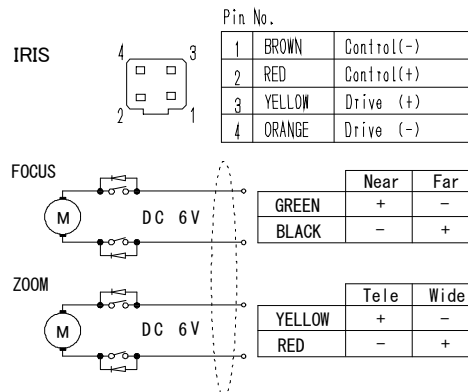 Pin No.
IRIS
4 3
2 1
1 BROWN Control(-)
2 RED Control(+)
3 YELLOW Drive (+)
4 ORANGE Drive (-)
FOCUS
M DC 6V
Near Far
GREEN + -
BLACK - +
ZOOM
M DC 6V
Tele Wide
YELLOW + -
RED - +